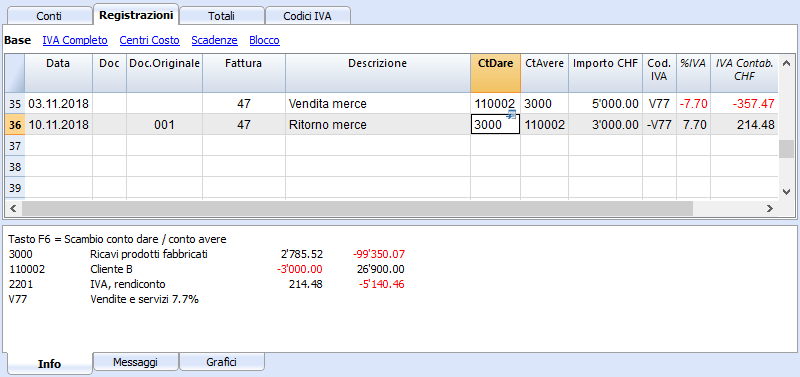 Conti Registrazioni Totali Codici IVA
Base IVA Completo Centri Costo Scadenze Blocco
Data Doc Doc.Originale Fattura Descrizione CtDare CtAvere Importo CHF Cod. IVA %IVA IVA Contab. CHF
35 03.11.2018 47 Vendita merce 110002 3000 5'000.00 V77 -7.70 -357.47
36 10.11.2018 001 47 Ritorno merce 3000 110002 3'000.00 -V77 7.70 214.48
37
38
39
Tasto F6 = Scambio conto dare / conto avere
3000 Ricavi prodotti fabbricati 2'785.52 -99'350.07
110002 Cliente B -3'000.00 26'900.00
2201 IVA, rendiconto 214.48 -5'140.46
V77 Vendite e servizi 7.7%
Info Messaggi Grafici